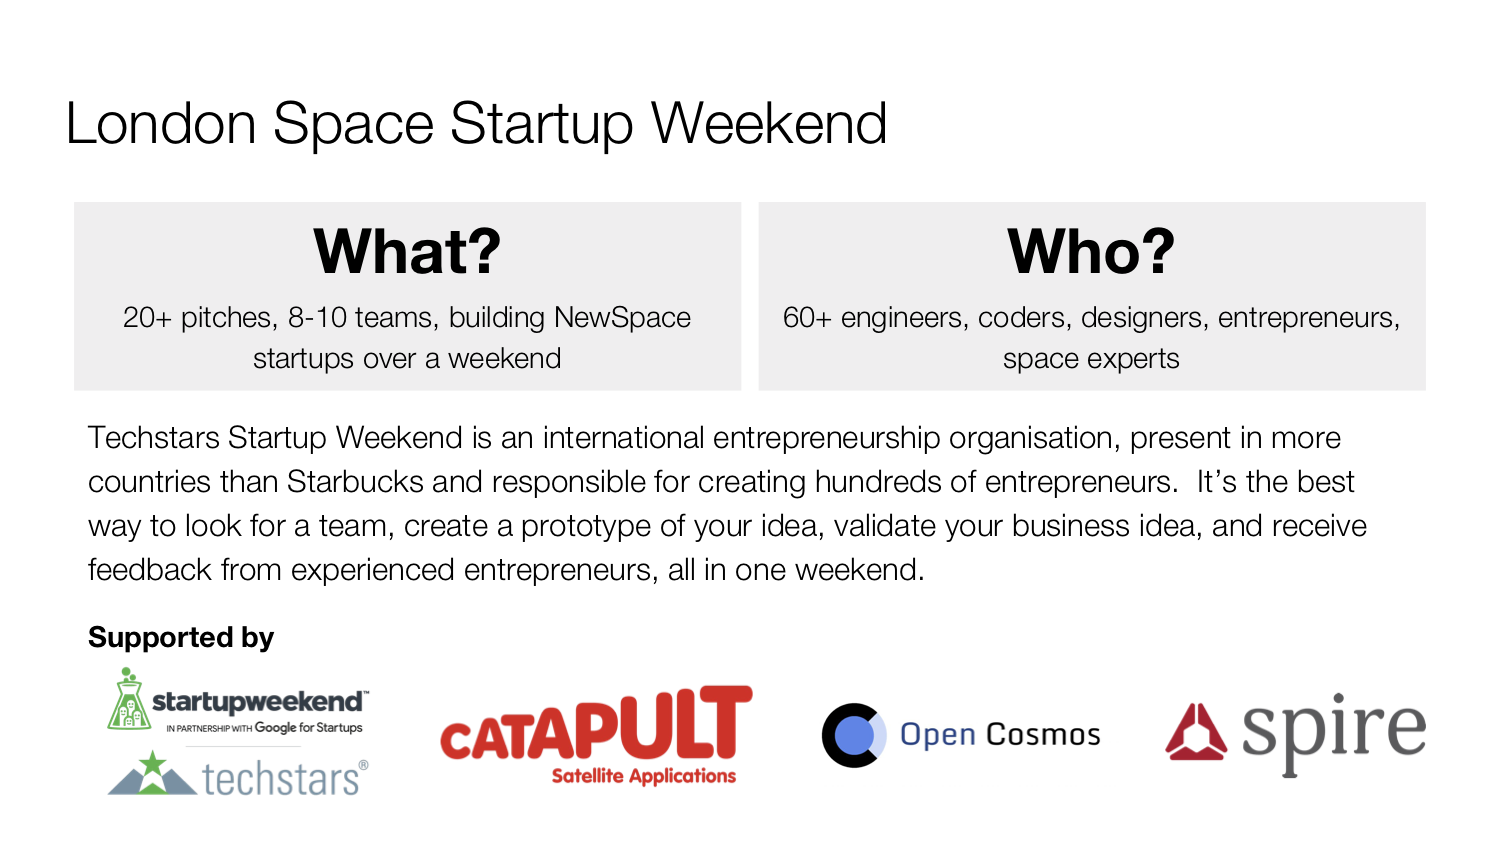 London Space Startup Weekend
What?
20+ pitches, 8-10 teams, building NewSpace
startups over a weekend
Who?
60+ engineers, coders, designers, entrepreneurs,
space experts
Techstars Startup Weekend is an international entrepreneurship organisation, present in more
countries than Starbucks and responsible for creating hundreds of entrepreneurs.  It’s the best
way to look for a team, create a prototype of your idea, validate your business idea, and receive
feedback from experienced entrepreneurs, all in one weekend.
Supported by
startupweekend™
IN PARTNERSHIP WITH Google for Startups
techstars®
CATAPULT
Satellite Applications
Open Cosmos
spire